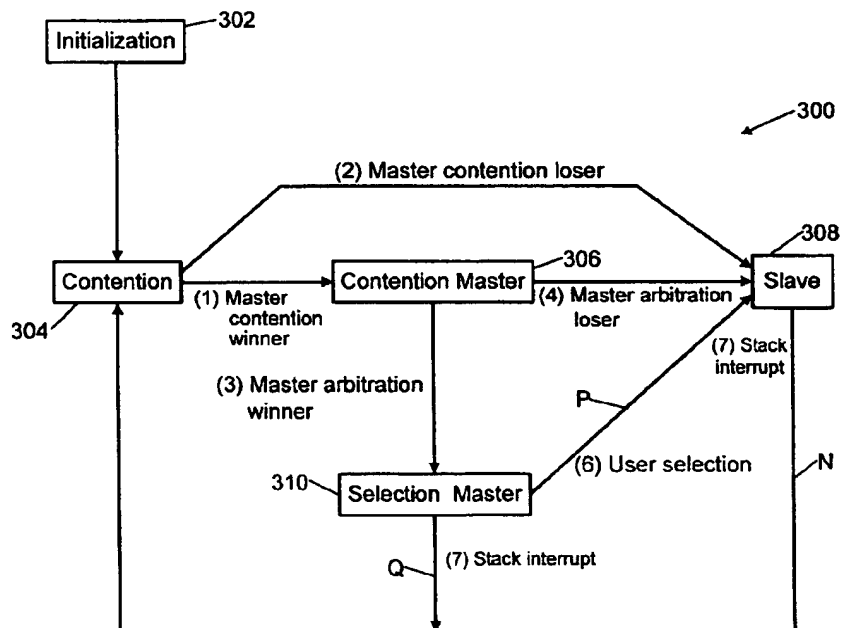 302
Initialization
300
(2) Master contention loser
308
306
Contention
Contention Master
Slave
304
(1) Master
contention
winner
(4) Master arbitration
loser
(7) Stack
interrupt
(3) Master arbitration
winner
P
(6) User selection
N
310
Selection Master
Q
(7) Stack interrupt